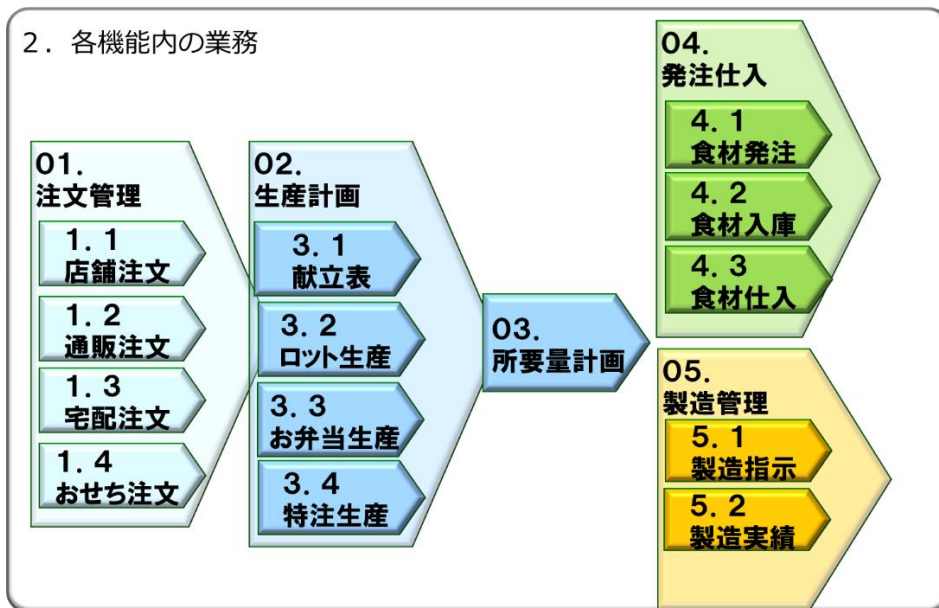 2．各機能内の業務
01.
注文管理
1. 1
店舗注文
1. 2
通販注文
1. 3
宅配注文
1. 4
おせち注文
02.
生産計画
3. 1
献立表
3. 2
ロット生産
3. 3
お弁当生産
3. 4
特注生産
03.
所要量計画
04.
発注仕入
4. 1
食材発注
4. 2
食材入庫
4. 3
食材仕入
05.
製造管理
5. 1
製造指示
5. 2
製造実績